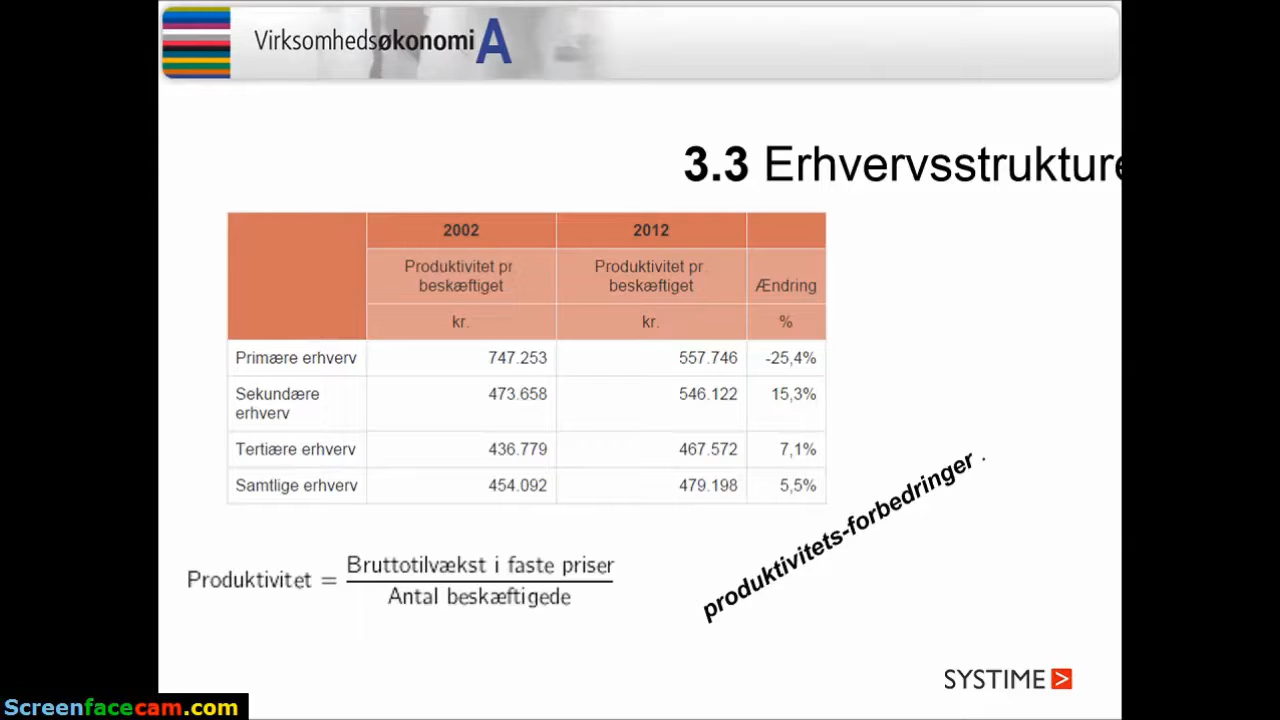 Virksomhedsøkonomi A
3.3 Erhvervsstrukture
2002 2012
Produktivitet pr. beskæftiget Produktivitet pr. beskæftiget Ændring
kr. kr. %
Primære erhverv 747.253 557.746 -25,4%
Sekundære erhverv 473.658 546.122 15,3%
Tertiære erhverv 436.779 467.572 7,1%
Samtlige erhverv 454.092 479.198 5,5%
produktivitets-forbedringer .
Produktivitet = Bruttotilvækst i faste priser
Antal beskæftigede
SYSTIME >
Screenfacecam.com